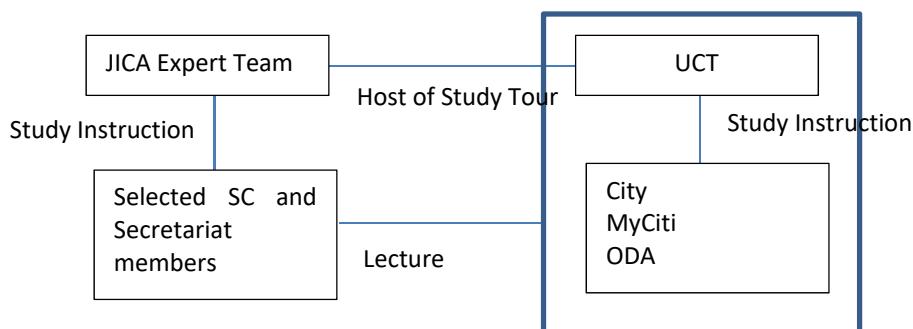 JICA Expert Team
UCT
Host of Study Tour
Study Instruction
Study Instruction
Selected SC and
Secretariat
members
City
MyCiti
ODA
Lecture